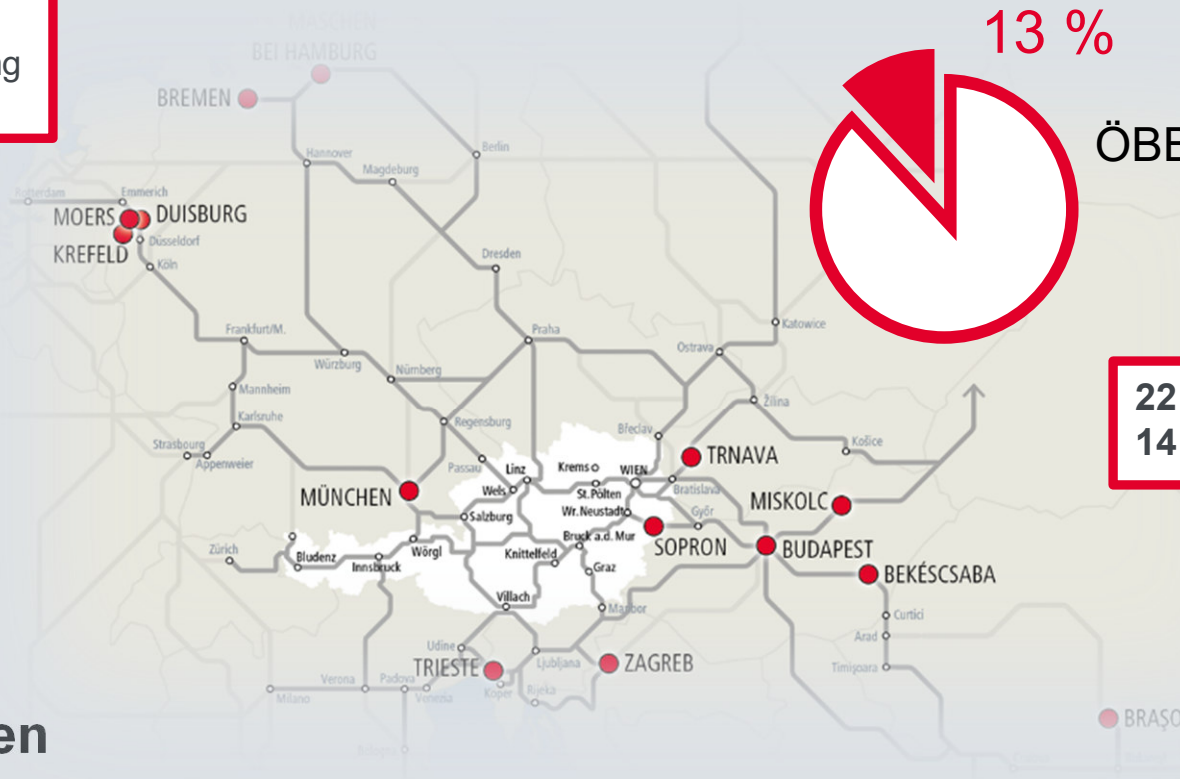 13 %
MASCHEN
BEI HAMBURG
BREMEN
Berlin
Hannover
Magdeburg
Rotterdam
Emmerich
MOERS
DUISBURG
KREFELD
Düsseldorf
Köln
Dresden
Frankfurt/M.
Praha
Katowice
Ostrava
Würzburg
Nürnberg
Mannheim
Žilina
Karlsruhe
Regensburg
Břeclav
Košice
Strasbourg
Appenweier
Passau
Linz
Krems
WIEN
TRNAVA
MÜNCHEN
Wels
St. Pölten
Bratislava
MISKOLC
Salzburg
Wr. Neustadt
Győr
Bruck a.d. Mur
SOPRON
BUDAPEST
Zürich
Bludenz
Innsbruck
Wörgl
Knittelfeld
Graz
BEKÉSCSABA
Villach
Maribor
Curtici
Arad
Udine
TRIESTE
Ljubljana
ZAGREB
Timişoara
Verona
Padova
Venezia
Koper
Rijeka
Milano
Bologna
22
14
en